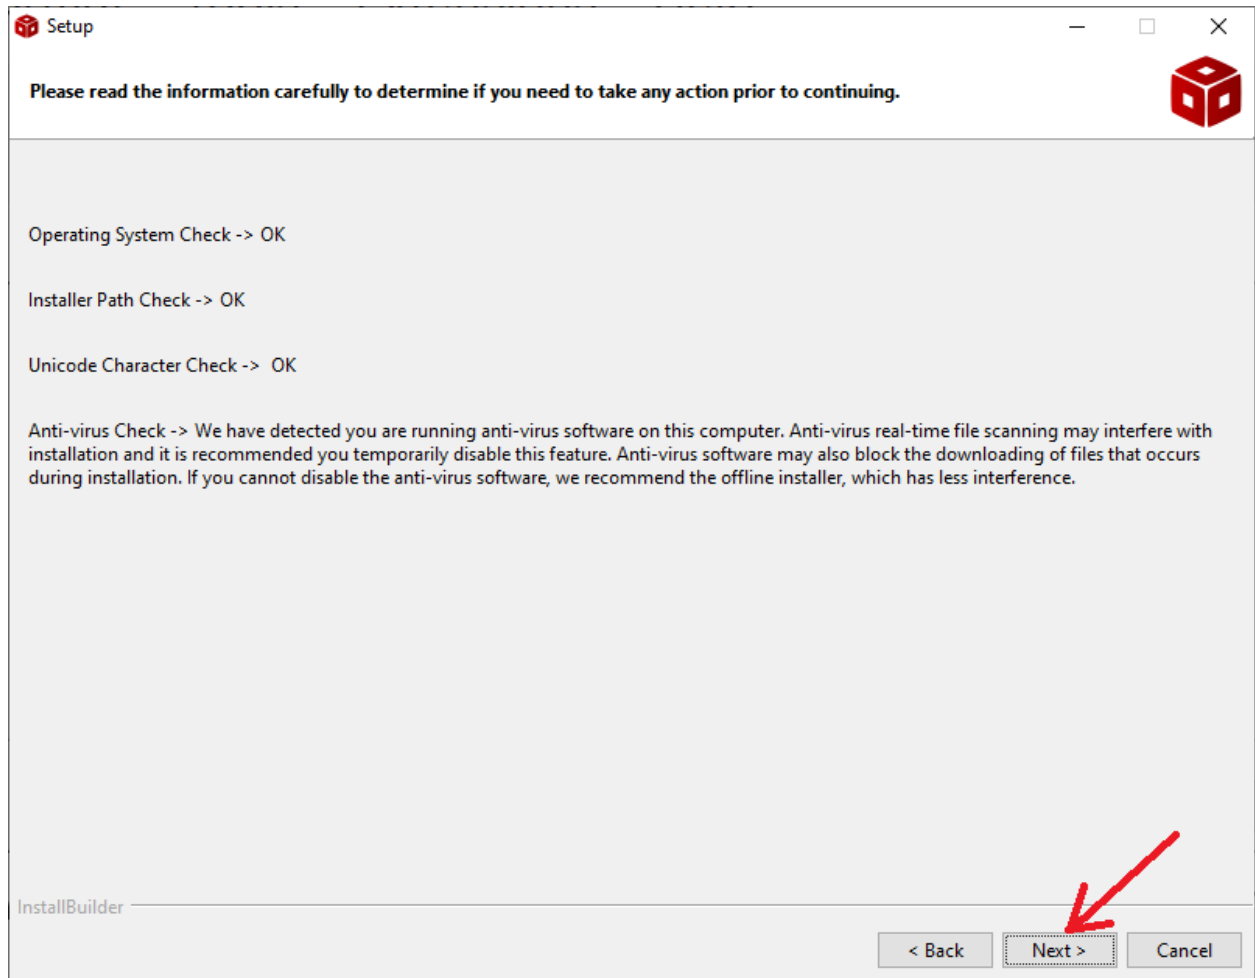 Setup
Please read the information carefully to determine if you need to take any action prior to continuing.
Operating System Check -> OK
Installer Path Check -> OK
Unicode Character Check ->  OK
Anti-virus Check -> We have detected you are running anti-virus software on this computer. Anti-virus real-time file scanning may interfere with
installation and it is recommended you temporarily disable this feature. Anti-virus software may also block the downloading of files that occurs
during installation. If you cannot disable the anti-virus software, we recommend the offline installer, which has less interference.
InstallBuilder
< Back Next > Cancel